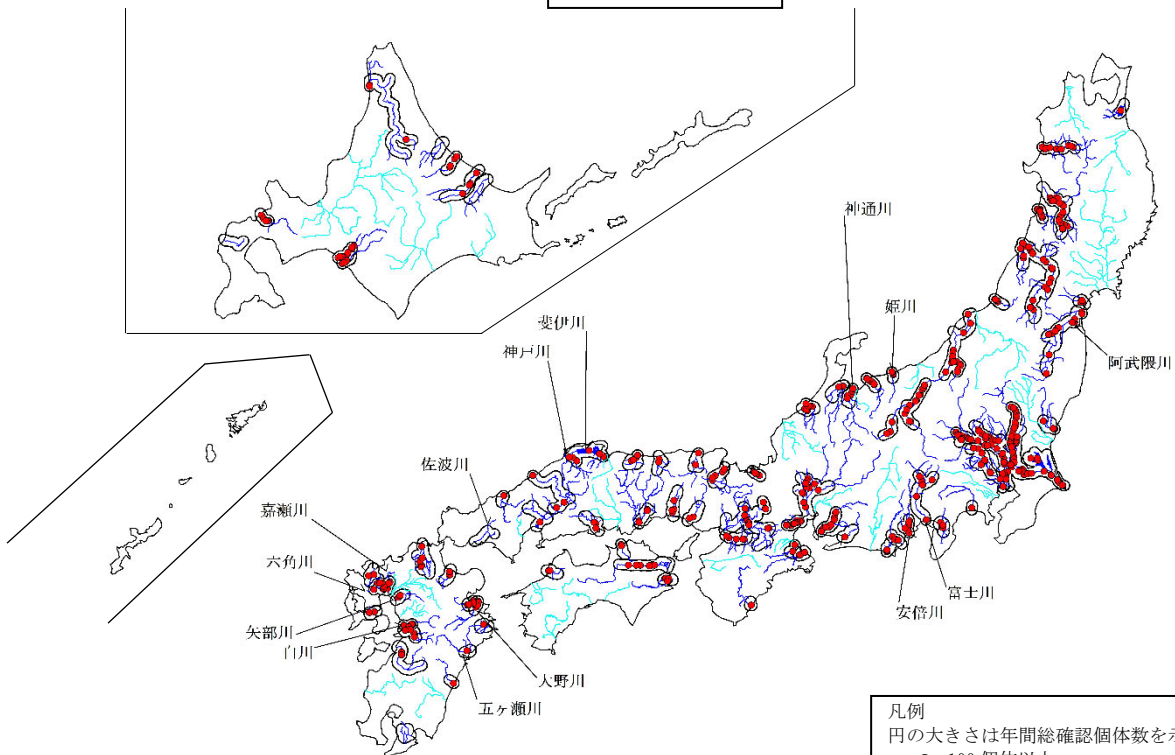 神通川
姫川
斐伊川
神戸川
阿武隈川
佐波川
嘉瀬川
六角川
富士川
安倍川
矢部川
白川
大野川
五ヶ瀬川
凡例
円の大きさは年間総確認個体数を